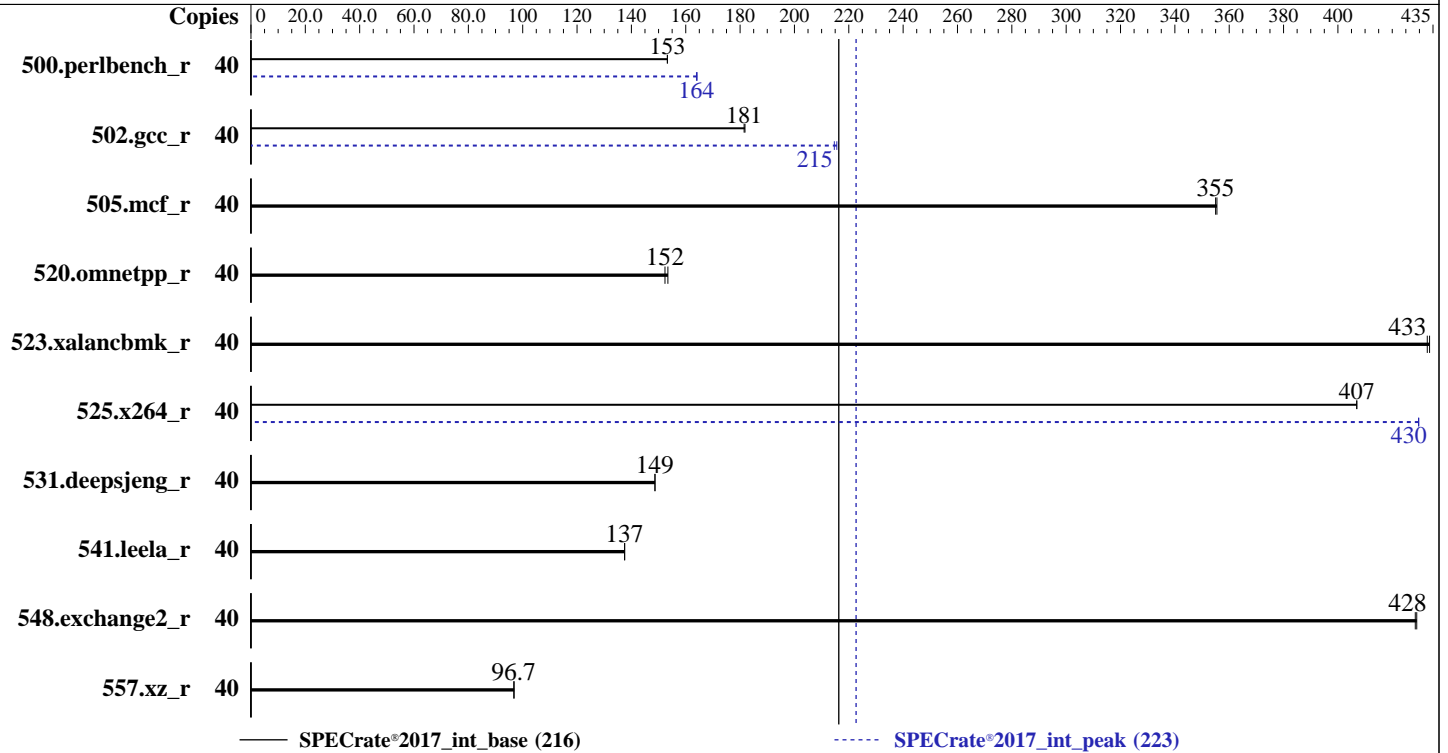 Copies 0 20.0 40.0 60.0 80.0 100 120 140 160 180 200 220 240 260 280 300 320 340 360 380 400 435
500.perlbench_r 40 153
164
502.gcc_r 40 181
215
505.mcf_r 40 355
520.omnetpp_r 40 152
523.xalancbmk_r 40 433
525.x264_r 40 407
430
531.deepsjeng_r 40 149
541.leela_r 40 137
548.exchange2_r 40 428
557.xz_r 40 96.7
SPECrate®2017_int_base (216) SPECrate®2017_int_peak (223)